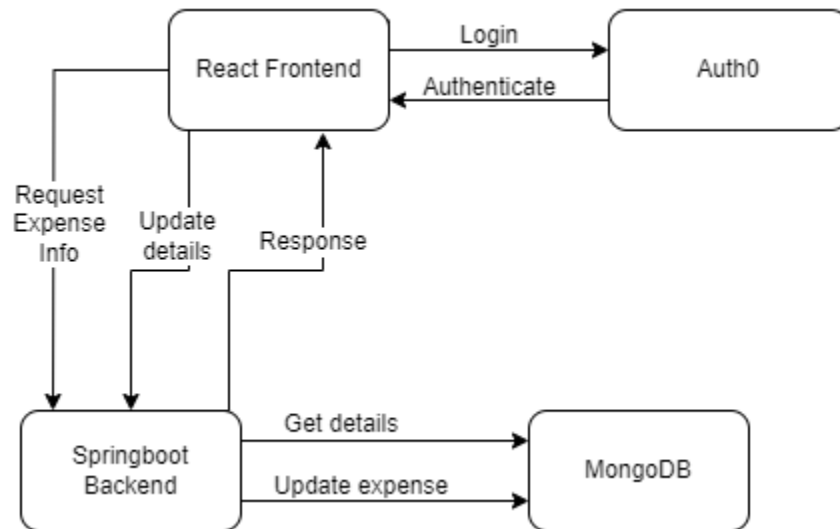 React Frontend
Login
Auth0
Authenticate
Request
Expense
Info
Update
details
Response
Springboot
Backend
Get details
Update expense
MongoDB